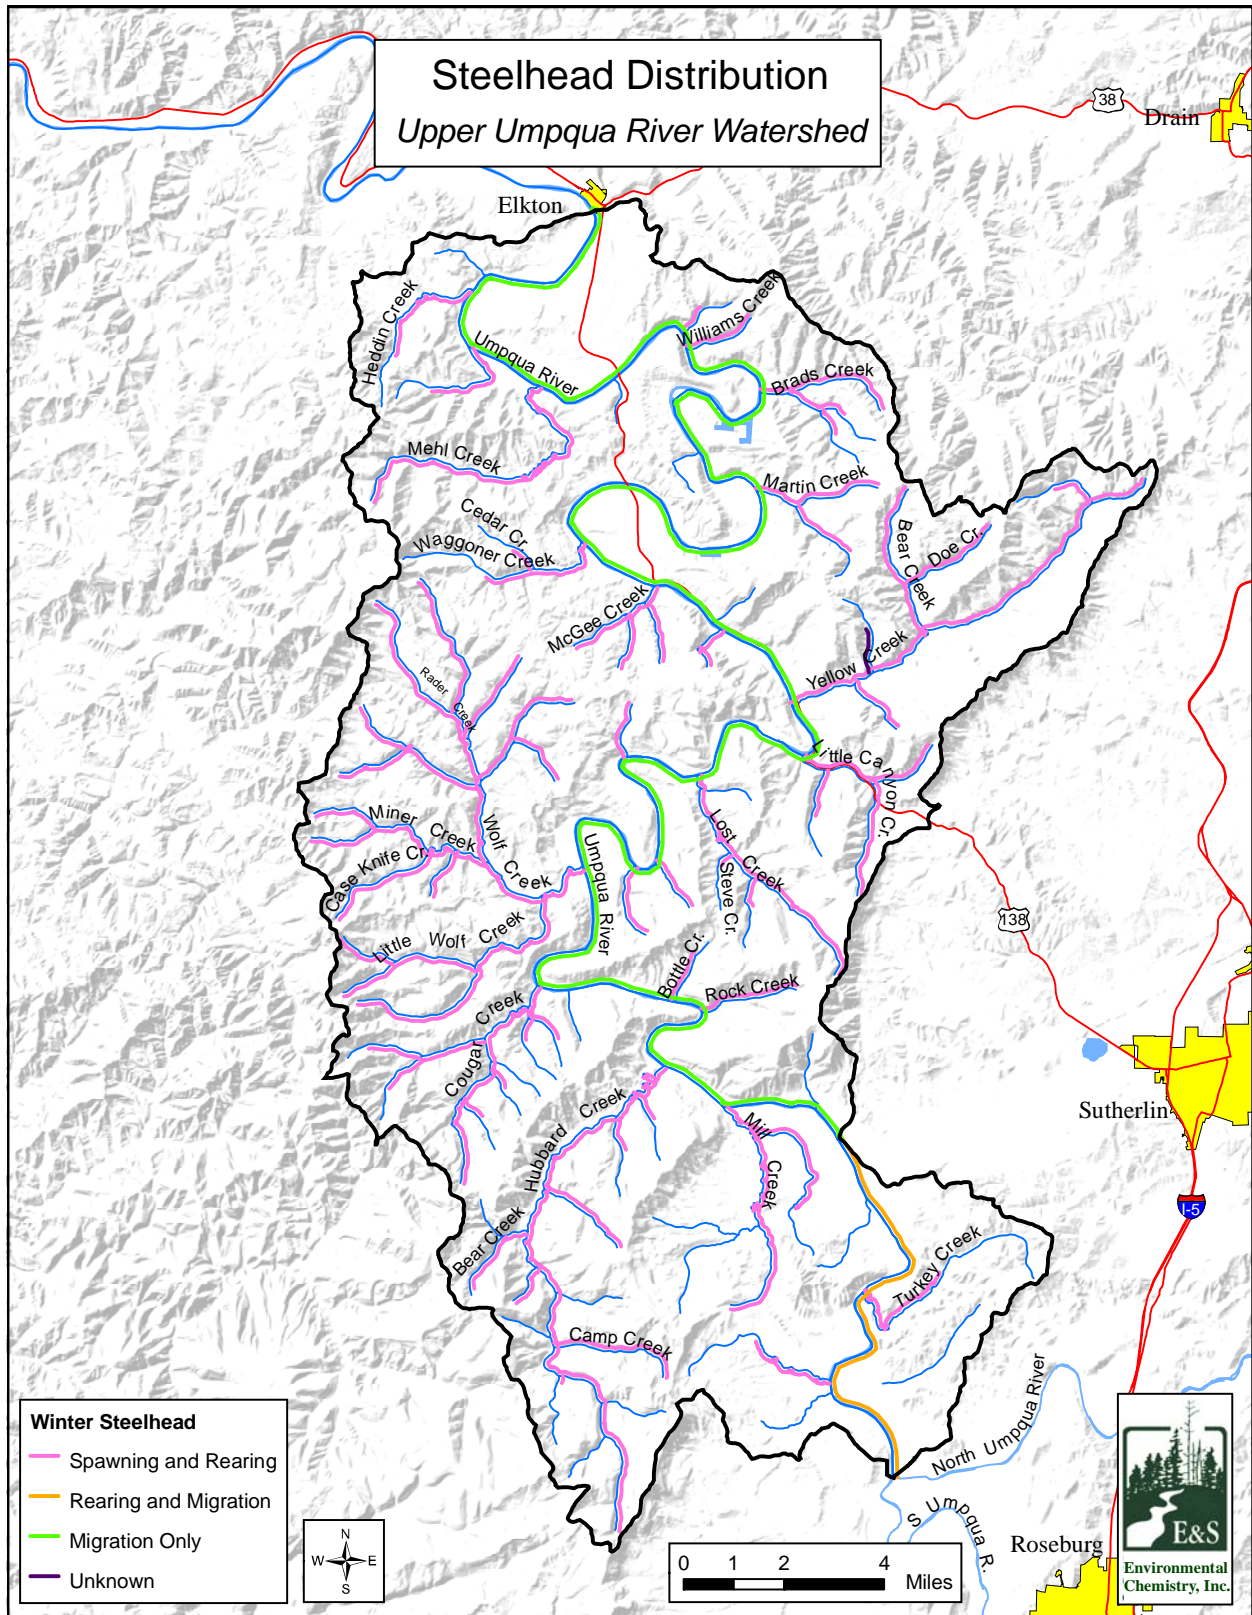 Steelhead Distribution
Upper Umpqua River Watershed
38
Drain
Elkton
Heddin Creek
Umpqua River
Williams Creek
Brads Creek
Mehl Creek
Martin Creek
Cedar Cr.
Waggoner Creek
Bear Creek
Doe Cr.
McGee Creek
Yellow Creek
Rader Creek
Little Canyon Cr.
Miner Creek
Wolf Creek
Case Knife Cr.
Umpqua River
Lost Creek
Steve Cr.
Little Wolf Creek
138
Bottle Cr.
Rock Creek
Cougar Creek
Hubbard Creek
Mill Creek
Sutherlin
I-5
Bear Creek
Turkey Creek
Camp Creek
North Umpqua River
S Umpqua R.
Roseburg
Winter Steelhead
Spawning and Rearing
Rearing and Migration
Migration Only
Unknown
N
W E
S
0 1 2 4
Miles
E&S
Environmental
Chemistry, Inc.